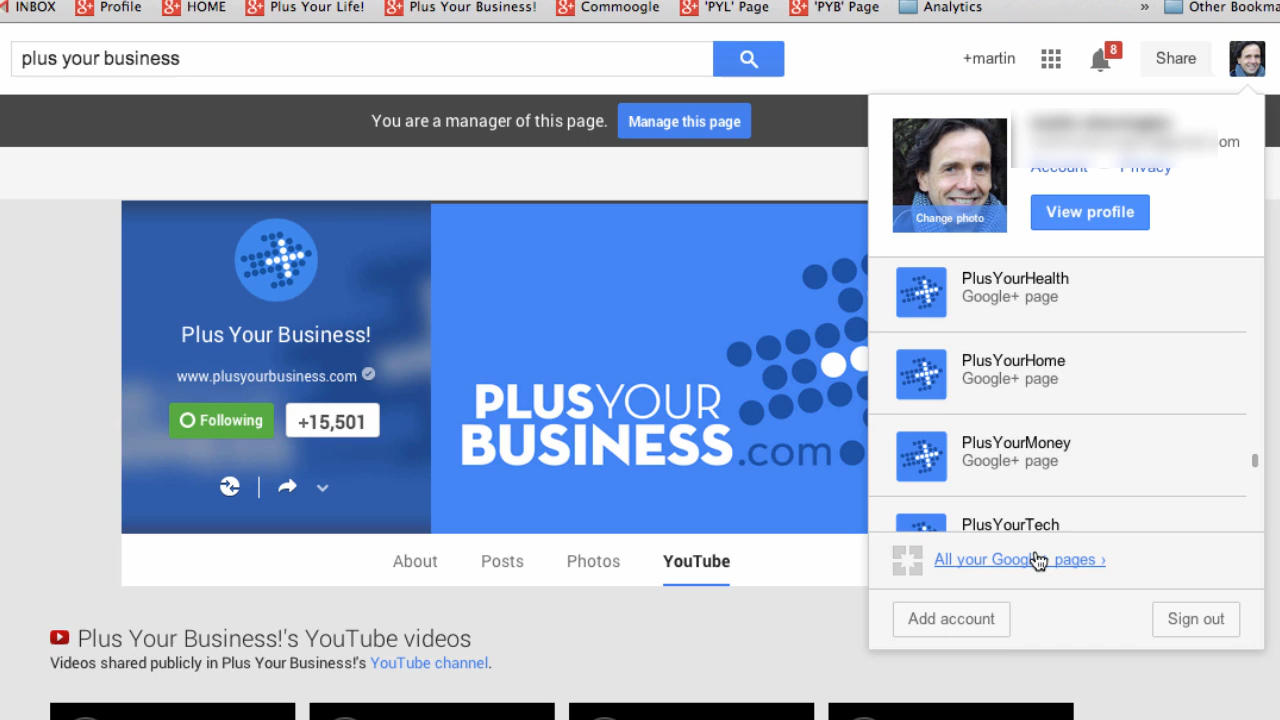 INBOX
Profile
HOME
Plus Your Life!
Plus Your Business!
Commoogle
'PYL' Page
'PYB' Page
Analytics
»
Other Bookma
plus your business
+martin
8
Share
You are a manager of this page.
Manage this page
om
Account – Privacy
Change photo
View profile
Plus Your Business!
www.plusyourbusiness.com
Following
+15,501
PLUSYOUR
BUSINESS.com
PlusYourHealth
Google+ page
PlusYourHome
Google+ page
PlusYourMoney
Google+ page
PlusYourTech
All your Google+ pages ›
Add account
Sign out
About
Posts
Photos
YouTube
Plus Your Business!'s YouTube videos
Videos shared publicly in Plus Your Business!'s YouTube channel.